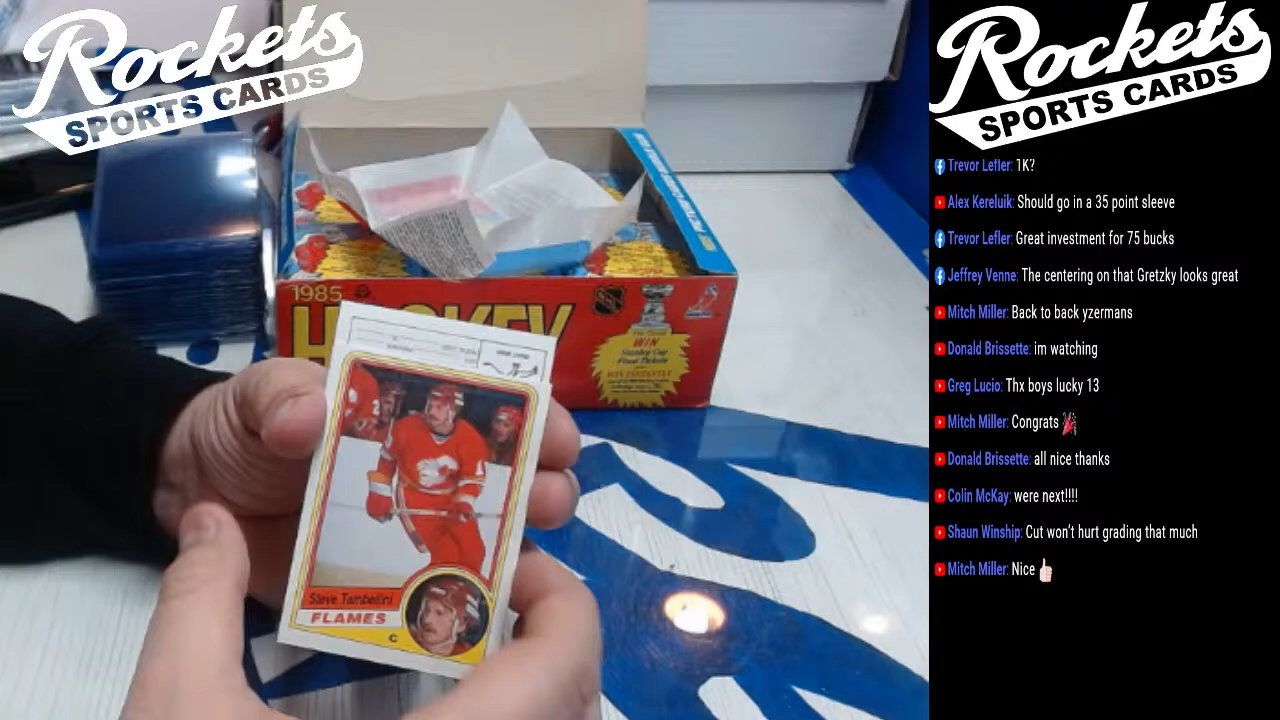 Rockets
SPORTS CARDS
Rockets
SPORTS CARDS
Trevor Lefler: 1K?
Alex Kereluik: Should go in a 35 point sleeve
Trevor Lefler: Great investment for 75 bucks
Jeffrey Venne: The centering on that Gretzky looks great
Mitch Miller: Back to back yzermans
Donald Brissette: im watching
Greg Lucio: Thx boys lucky 13
Mitch Miller: Congrats 🎉
Donald Brissette: all nice thanks
Colin McKay: were next!!!!
Shaun Winship: Cut won't hurt grading that much
Mitch Miller: Nice 👍🏻
1985
HOCKEY
NHL
WIN
Steve Tambellini
FLAMES
C